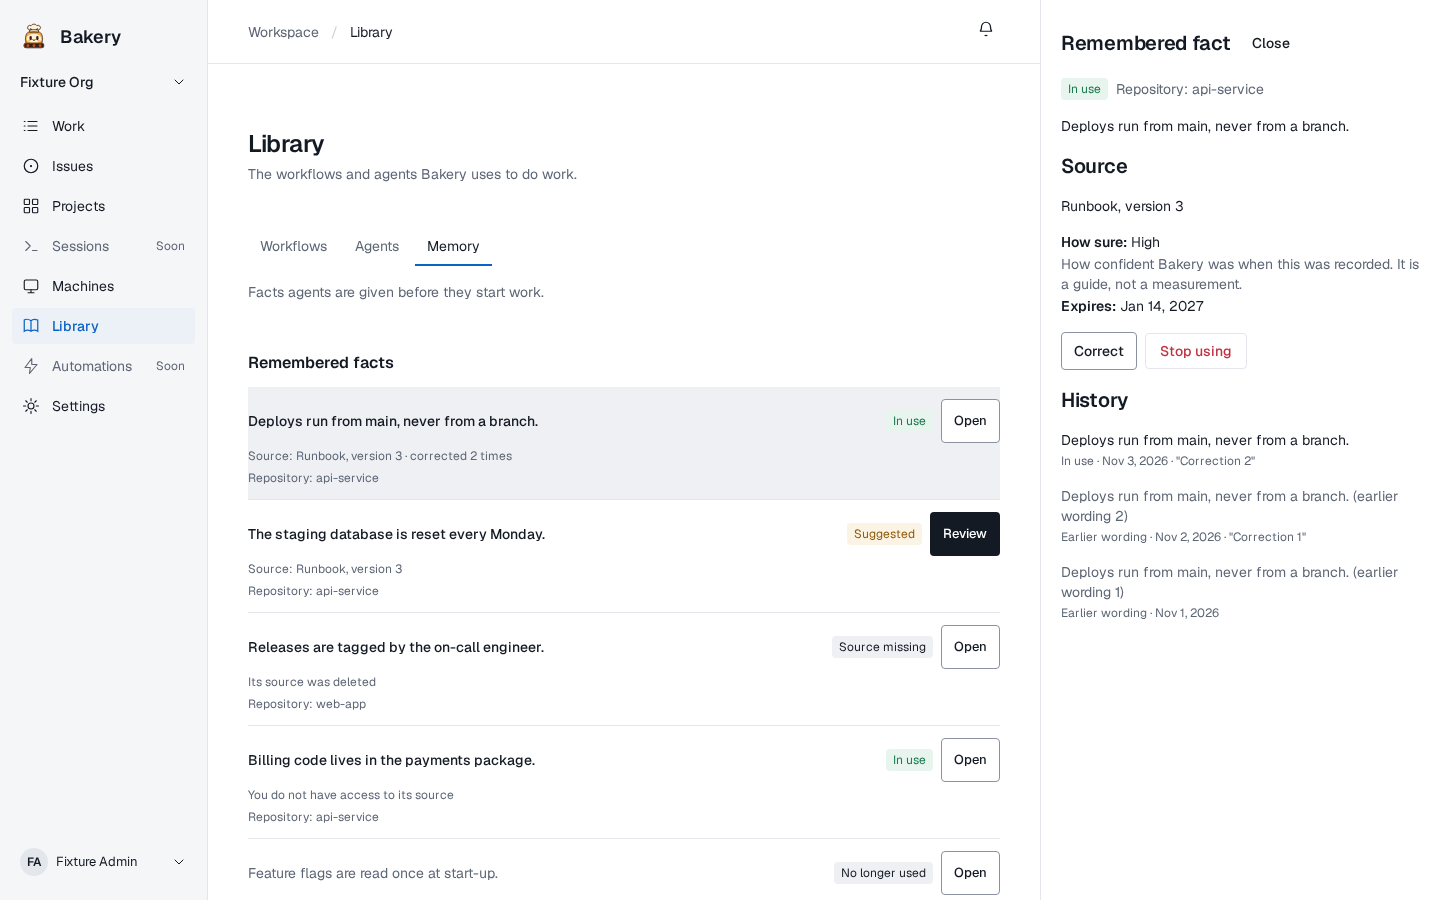 Bakery
Fixture Org
Work
Issues
Projects
Sessions Soon
Machines
Library
Automations Soon
Settings
FA Fixture Admin
Workspace / Library
Library
The workflows and agents Bakery uses to do work.
Workflows Agents Memory
Facts agents are given before they start work.
Remembered facts
Deploys run from main, never from a branch. In use Open
Source: Runbook, version 3 · corrected 2 times
Repository: api-service
The staging database is reset every Monday. Suggested Review
Source: Runbook, version 3
Repository: api-service
Releases are tagged by the on-call engineer. Source missing Open
Its source was deleted
Repository: web-app
Billing code lives in the payments package. In use Open
You do not have access to its source
Repository: api-service
Feature flags are read once at start-up. No longer used Open
Remembered fact Close
In use Repository: api-service
Deploys run from main, never from a branch.
Source
Runbook, version 3
How sure: High
How confident Bakery was when this was recorded. It is
a guide, not a measurement.
Expires: Jan 14, 2027
Correct Stop using
History
Deploys run from main, never from a branch.
In use · Nov 3, 2026 · "Correction 2"
Deploys run from main, never from a branch. (earlier
wording 2)
Earlier wording · Nov 2, 2026 · "Correction 1"
Deploys run from main, never from a branch. (earlier
wording 1)
Earlier wording · Nov 1, 2026